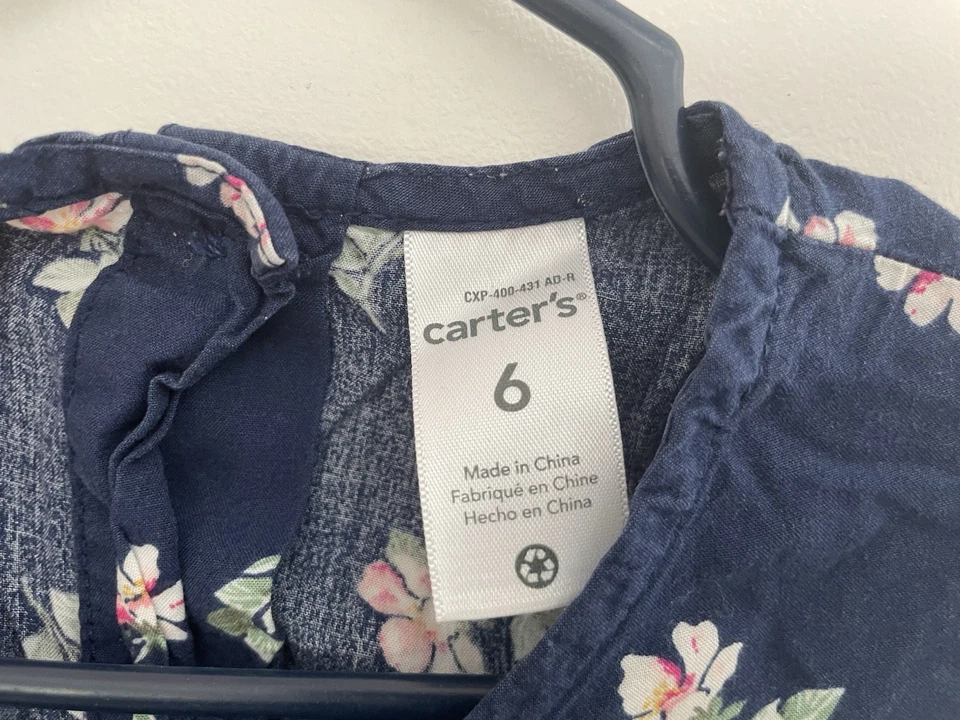 CXP-400-431 AD-R
carter's®
6
Made in China
Fabriqué en Chine
Hecho en China